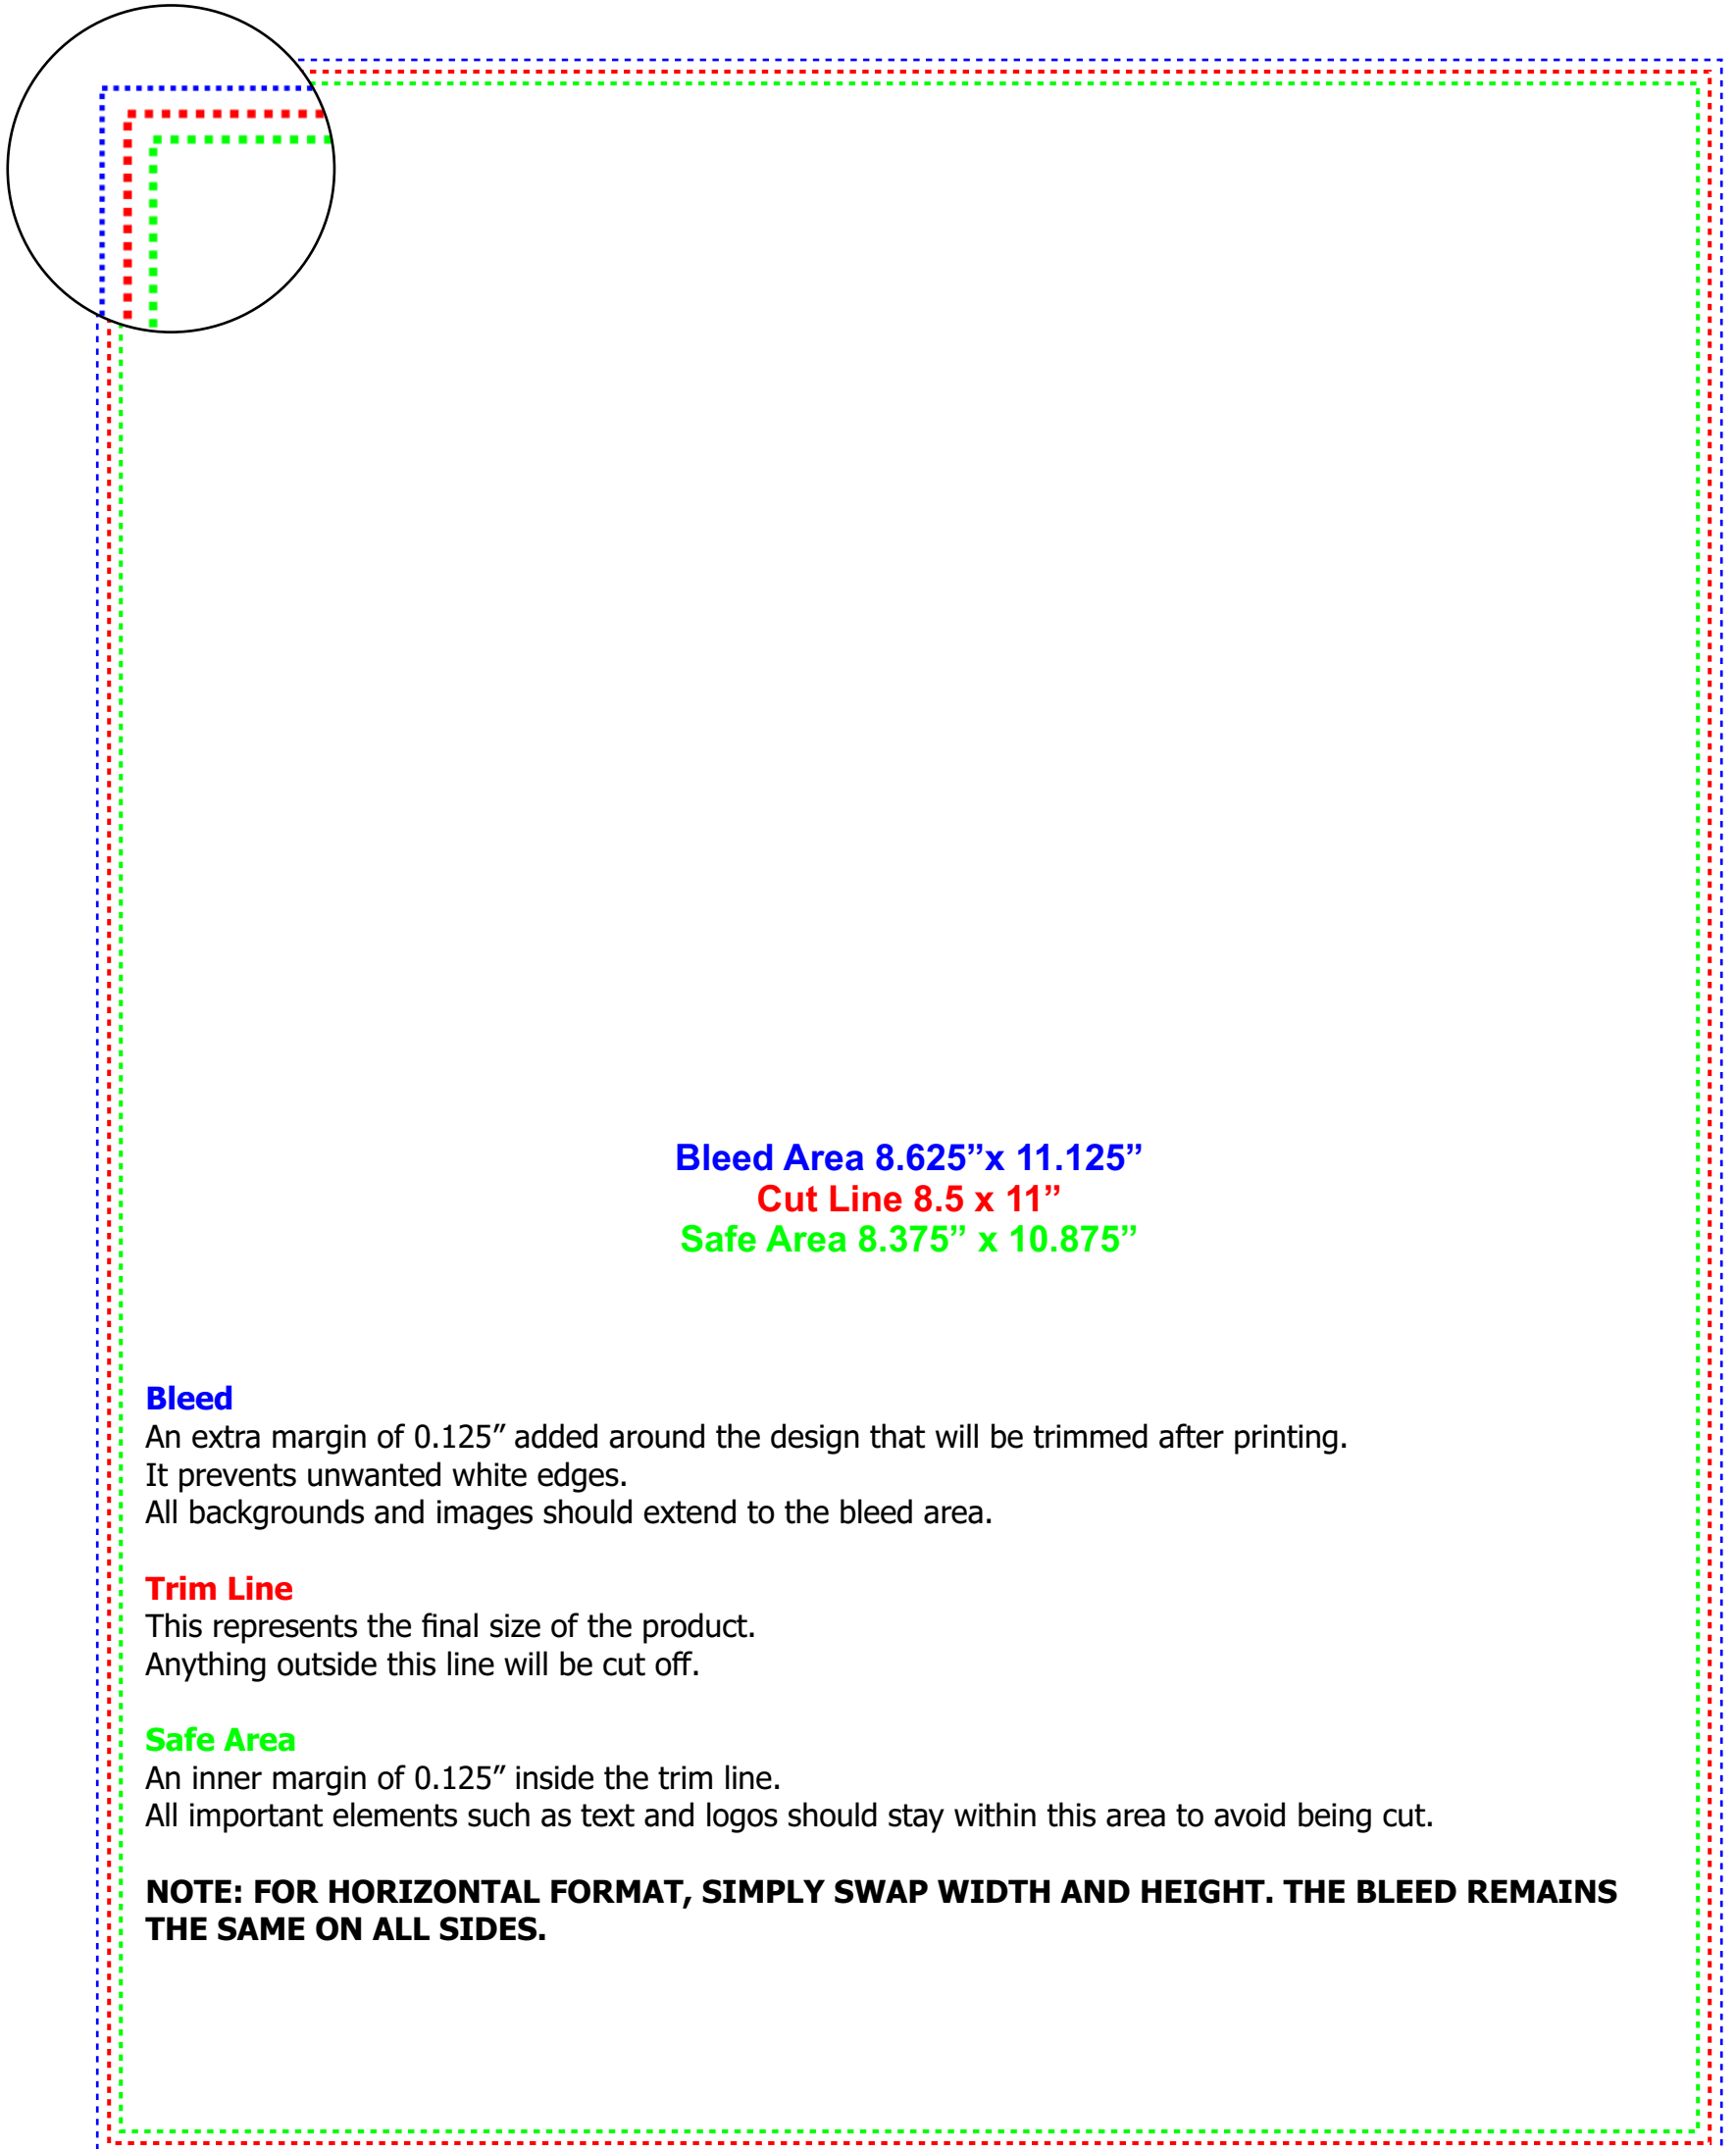 Bleed Area 8.625”x 11.125”
Cut Line 8.5 x 11”
Safe Area 8.375” x 10.875”
Bleed
An extra margin of 0.125” added around the design that will be trimmed after printing.
It prevents unwanted white edges.
All backgrounds and images should extend to the bleed area.
Trim Line
This represents the final size of the product.
Anything outside this line will be cut off.
Safe Area
An inner margin of 0.125” inside the trim line.
All important elements such as text and logos should stay within this area to avoid being cut.
NOTE: FOR HORIZONTAL FORMAT, SIMPLY SWAP WIDTH AND HEIGHT. THE BLEED REMAINS
THE SAME ON ALL SIDES.